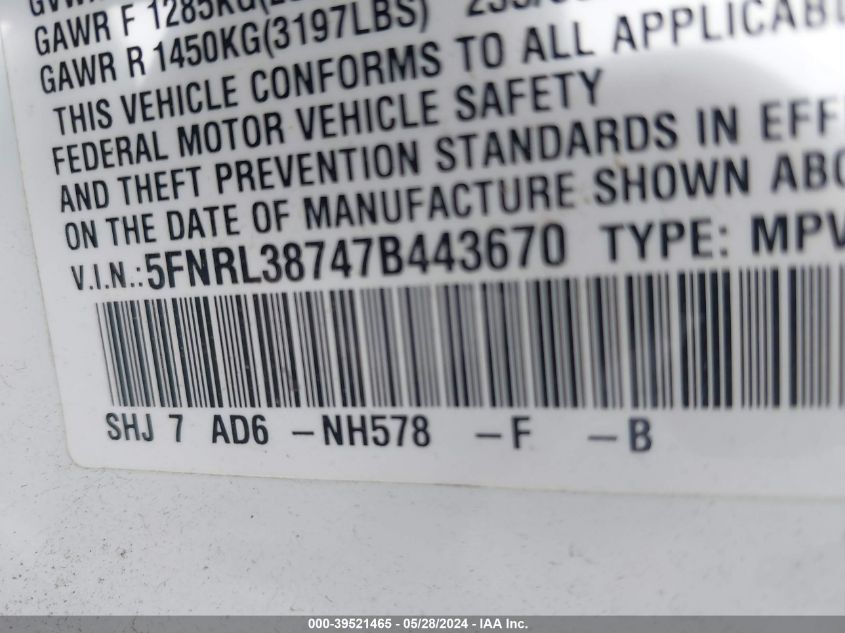 GAWR F 1285KG
GAWR R 1450KG(3197LBS)
THIS VEHICLE CONFORMS TO ALL APPLICABL
FEDERAL MOTOR VEHICLE SAFETY
AND THEFT PREVENTION STANDARDS IN EFF
ON THE DATE OF MANUFACTURE SHOWN ABO
V.I.N.:5FNRL38747B443670 TYPE: MPV
SHJ 7 AD6 -NH578 -F -B
000-39521465 - 05/28/2024 - IAA Inc.